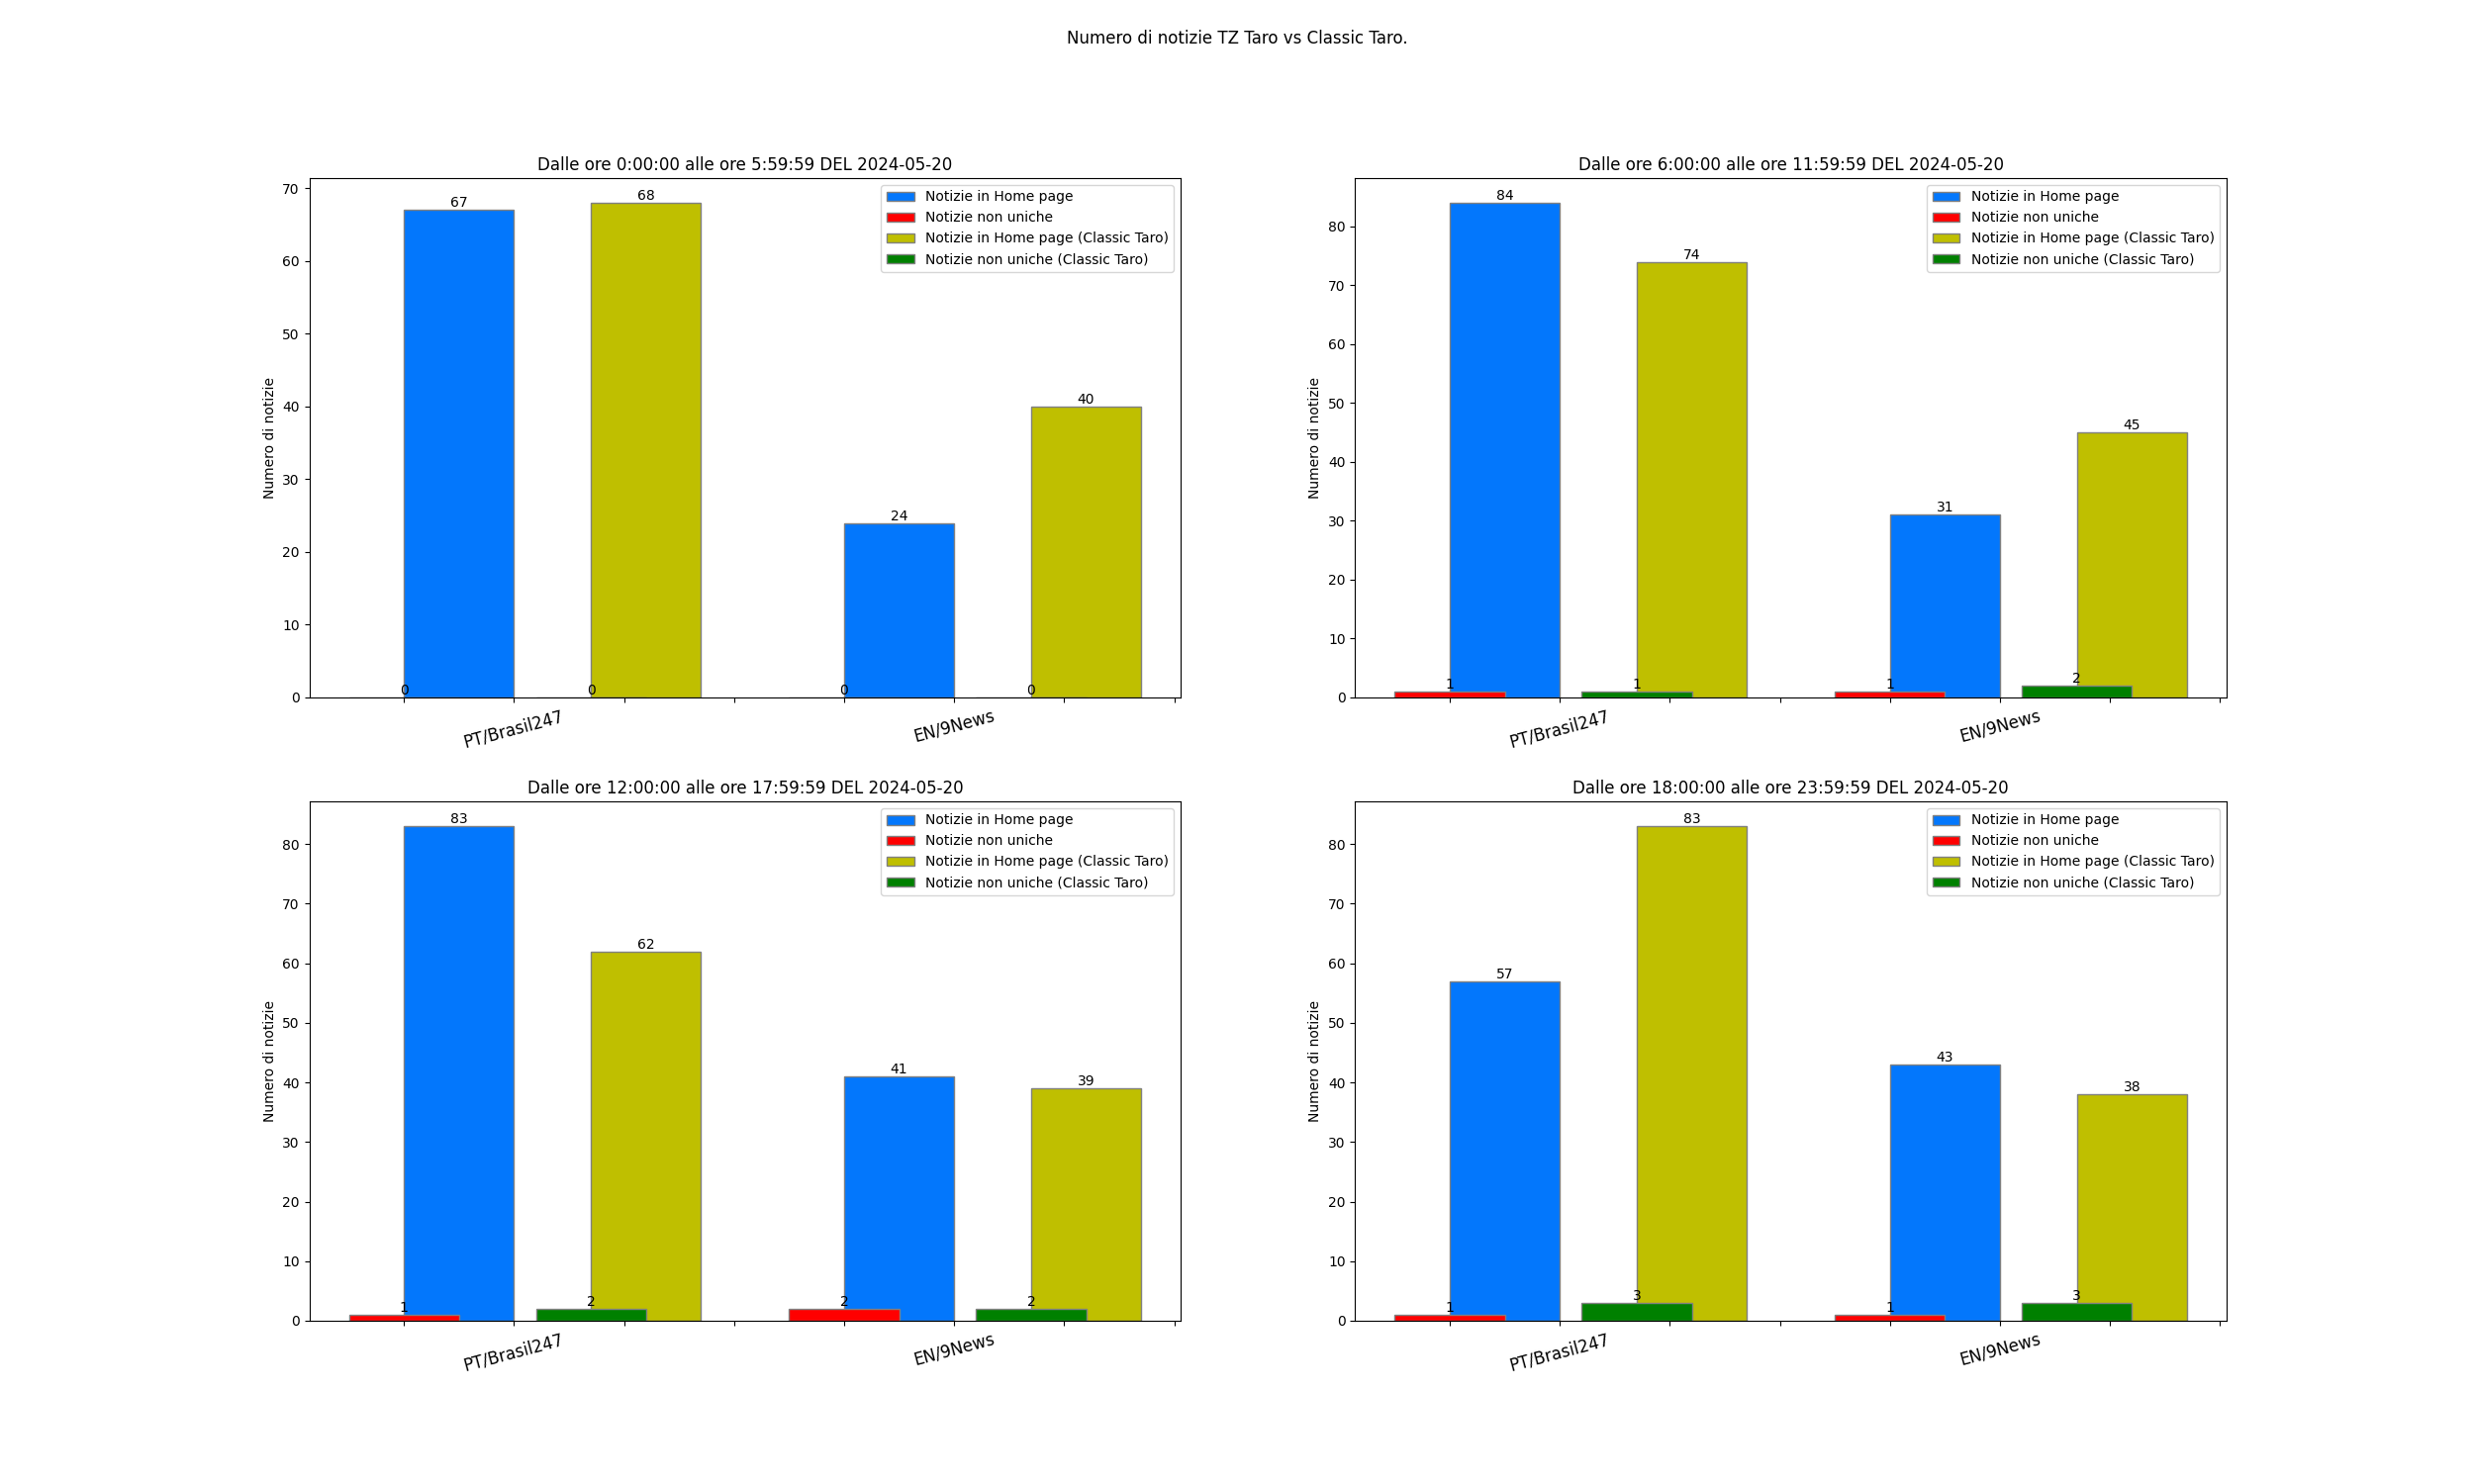 Numero di notizie TZ Taro vs Classic Taro.
Dalle ore 0:00:00 alle ore 5:59:59 DEL 2024-05-20
Numero di notizie
70
60
50
40
30
20
10
0
67
68
24
40
0
0
0
0
Notizie in Home page
Notizie non uniche
Notizie in Home page (Classic Taro)
Notizie non uniche (Classic Taro)
PT/Brasil247
EN/9News
Dalle ore 6:00:00 alle ore 11:59:59 DEL 2024-05-20
Numero di notizie
80
70
60
50
40
30
20
10
0
84
74
31
45
1
1
1
2
Notizie in Home page
Notizie non uniche
Notizie in Home page (Classic Taro)
Notizie non uniche (Classic Taro)
PT/Brasil247
EN/9News
Dalle ore 12:00:00 alle ore 17:59:59 DEL 2024-05-20
Numero di notizie
80
70
60
50
40
30
20
10
0
83
62
41
39
1
2
2
2
Notizie in Home page
Notizie non uniche
Notizie in Home page (Classic Taro)
Notizie non uniche (Classic Taro)
PT/Brasil247
EN/9News
Dalle ore 18:00:00 alle ore 23:59:59 DEL 2024-05-20
Numero di notizie
80
70
60
50
40
30
20
10
0
57
83
43
38
1
3
1
3
Notizie in Home page
Notizie non uniche
Notizie in Home page (Classic Taro)
Notizie non uniche (Classic Taro)
PT/Brasil247
EN/9News